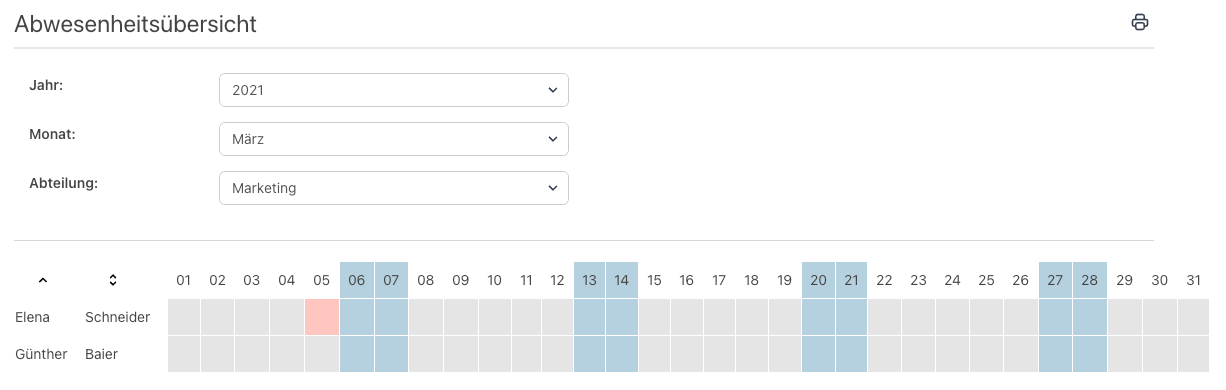 Abwesenheitsübersicht
Jahr: 2021
Monat: März
Abteilung: Marketing
01 02 03 04 05 06 07 08 09 10 11 12 13 14 15 16 17 18 19 20 21 22 23 24 25 26 27 28 29 30 31
Elena Schneider
Günther Baier